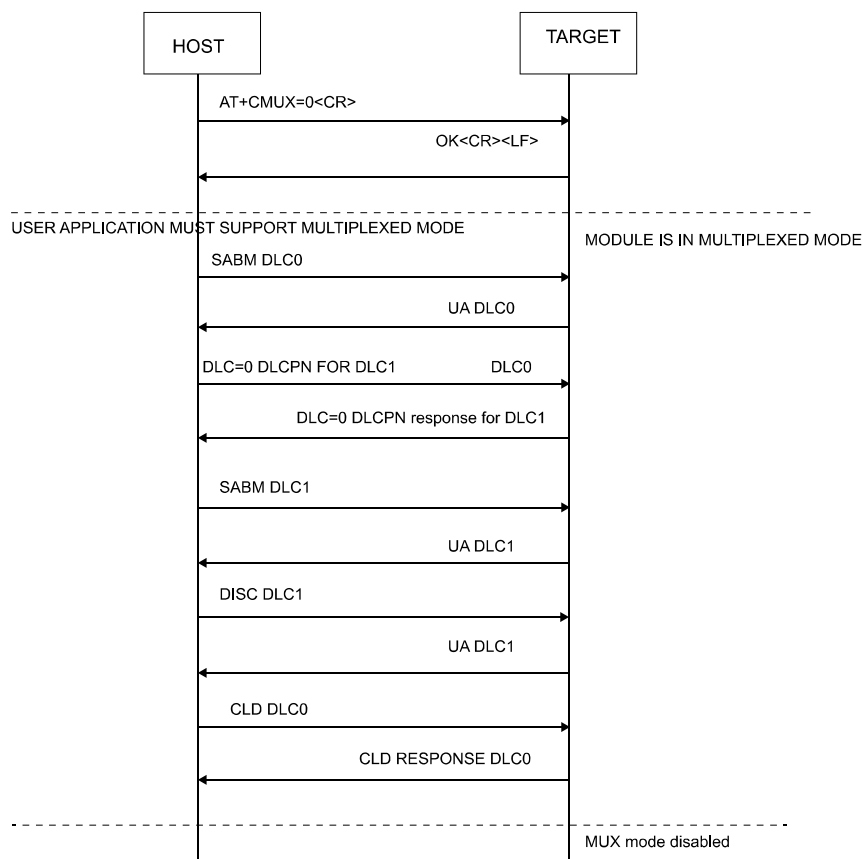 HOST
TARGET
AT+CMUX=0<CR>
OK<CR><LF>
USER APPLICATION MUST SUPPORT MULTIPLEXED MODE
MODULE IS IN MULTIPLEXED MODE
SABM DLC0
UA DLC0
DLC=0 DLCPN FOR DLC1
DLC0
DLC=0 DLCPN response for DLC1
SABM DLC1
UA DLC1
DISC DLC1
UA DLC1
CLD DLC0
CLD RESPONSE DLC0
MUX mode disabled